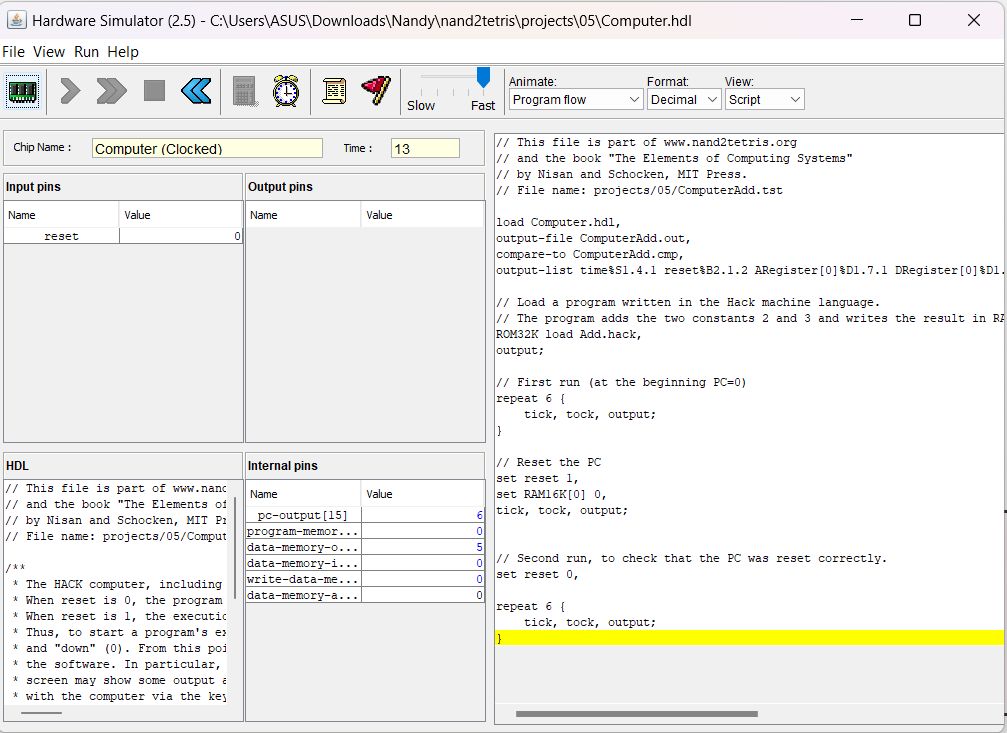 Hardware Simulator (2.5) - C:\Users\ASUS\Downloads\Nandy\nand2tetris\projects\05\Computer.hdl
File View Run Help
Slow Fast
Animate: Format: View:
Program flow Decimal Script
Chip Name : Computer (Clocked) Time : 13
Input pins
Name Value
reset 0
Output pins
Name Value
HDL
// This file is part of www.nand
// and the book "The Elements of
// by Nisan and Schocken, MIT Pr
// File name: projects/05/Comput
/**
* The HACK computer, including
* When reset is 0, the program
* When reset is 1, the executio
* Thus, to start a program's ex
* and "down" (0). From this poi
* the software. In particular,
* screen may show some output a
* with the computer via the key
Internal pins
Name Value
pc-output[15] 6
program-memor... 0
data-memory-o... 5
data-memory-i... 0
write-data-me... 0
data-memory-a... 0
// This file is part of www.nand2tetris.org
// and the book "The Elements of Computing Systems"
// by Nisan and Schocken, MIT Press.
// File name: projects/05/ComputerAdd.tst
load Computer.hdl,
output-file ComputerAdd.out,
compare-to ComputerAdd.cmp,
output-list time%S1.4.1 reset%B2.1.2 ARegister[0]%D1.7.1 DRegister[0]%D1.
// Load a program written in the Hack machine language.
// The program adds the two constants 2 and 3 and writes the result in RA
ROM32K load Add.hack,
output;
// First run (at the beginning PC=0)
repeat 6 {
tick, tock, output;
}
// Reset the PC
set reset 1,
set RAM16K[0] 0,
tick, tock, output;
// Second run, to check that the PC was reset correctly.
set reset 0,
repeat 6 {
tick, tock, output;
}